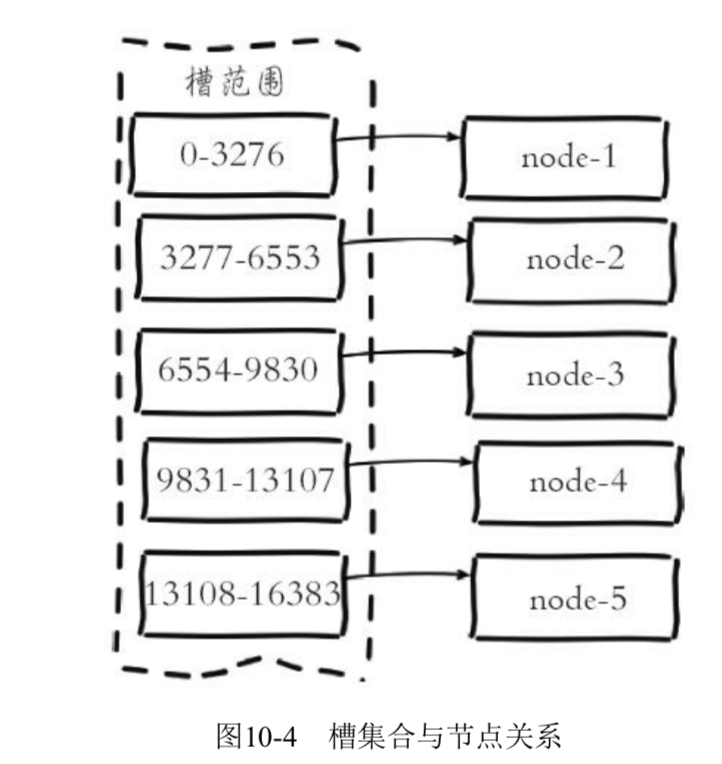 槽范围
0-3276
node-1
3277-6553
node-2
6554-9830
node-3
9831-13107
node-4
13108-16383
node-5
图10-4 槽集合与节点关系